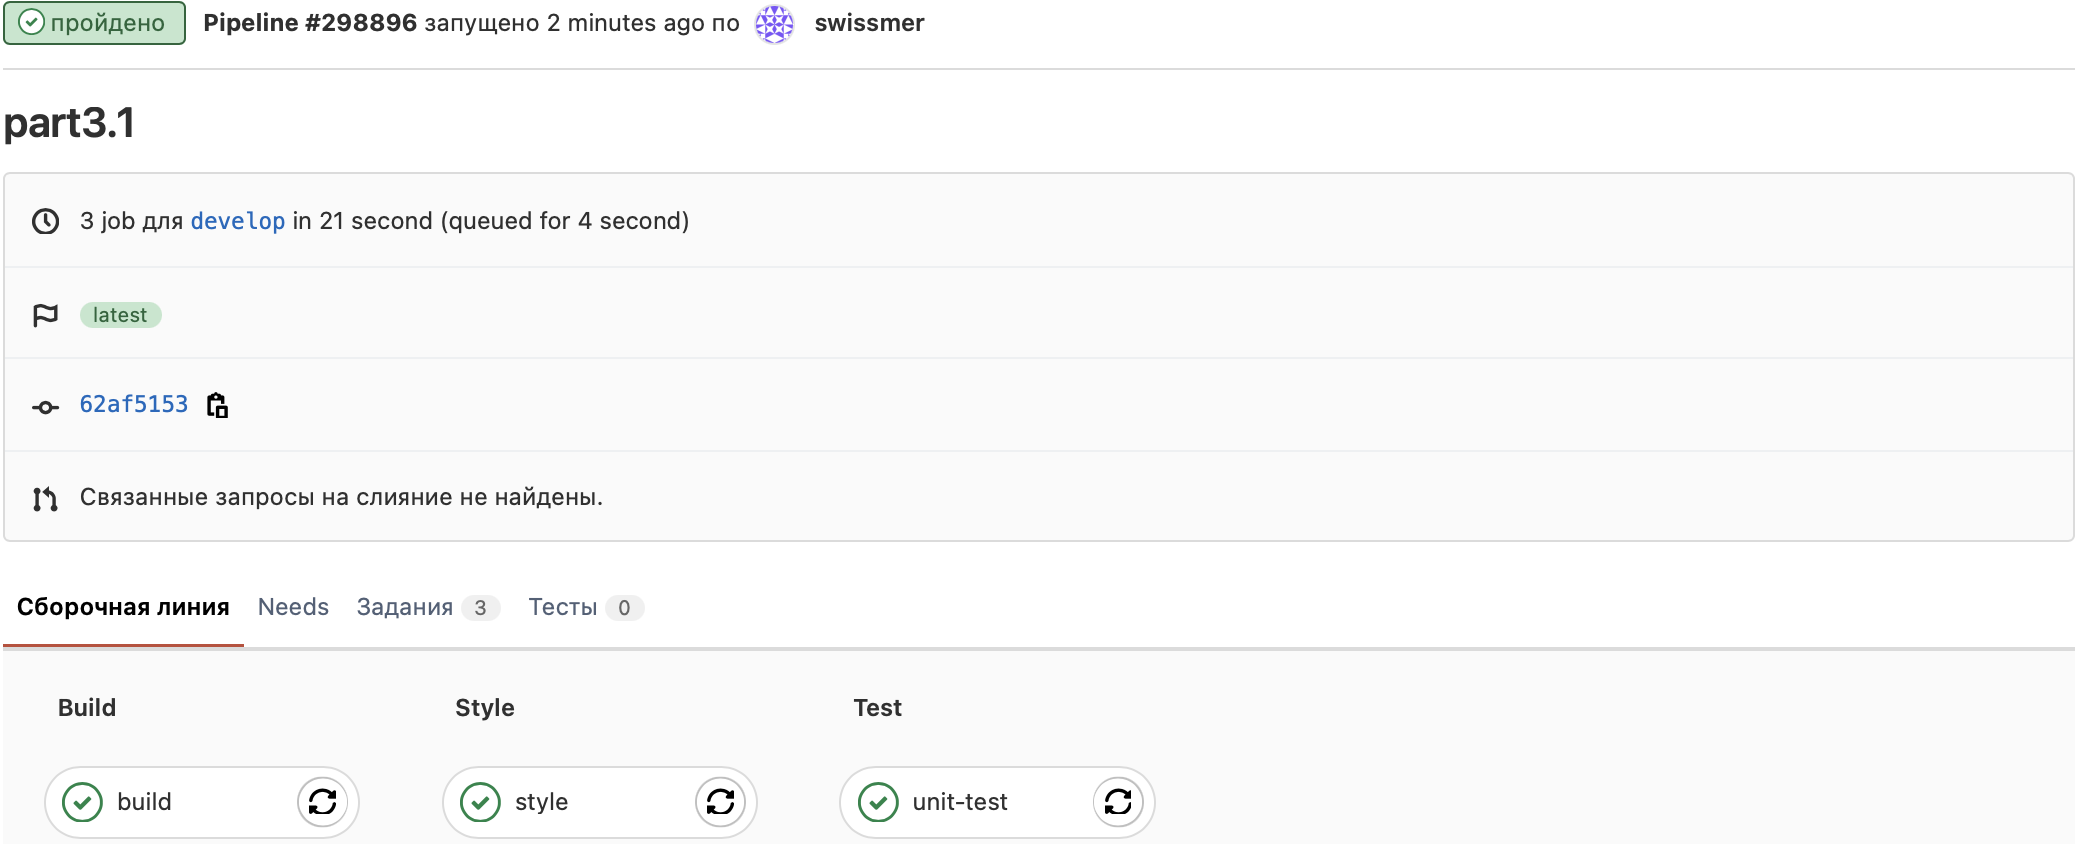 пройдено Pipeline #298896 запущено 2 minutes ago по swissmer
part3.1
3 job для develop in 21 second (queued for 4 second)
latest
62af5153
Связанные запросы на слияние не найдены.
Сборочная линия Needs Задания 3 Тесты 0
Build Style Test
build style unit-test